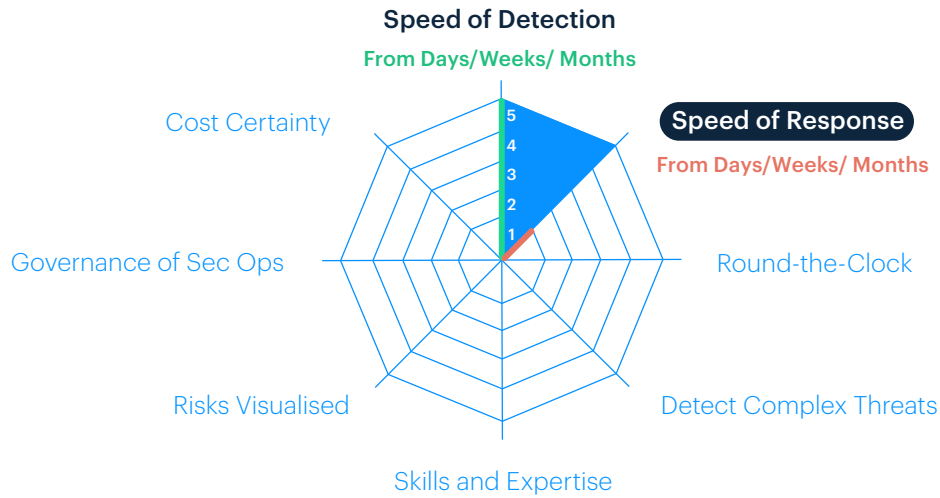 Speed of Detection
From Days/Weeks/ Months
Cost Certainty
Speed of Response
From Days/Weeks/ Months
5
4
3
2
1
Governance of Sec Ops
Round-the-Clock
Risks Visualised
Detect Complex Threats
Skills and Expertise